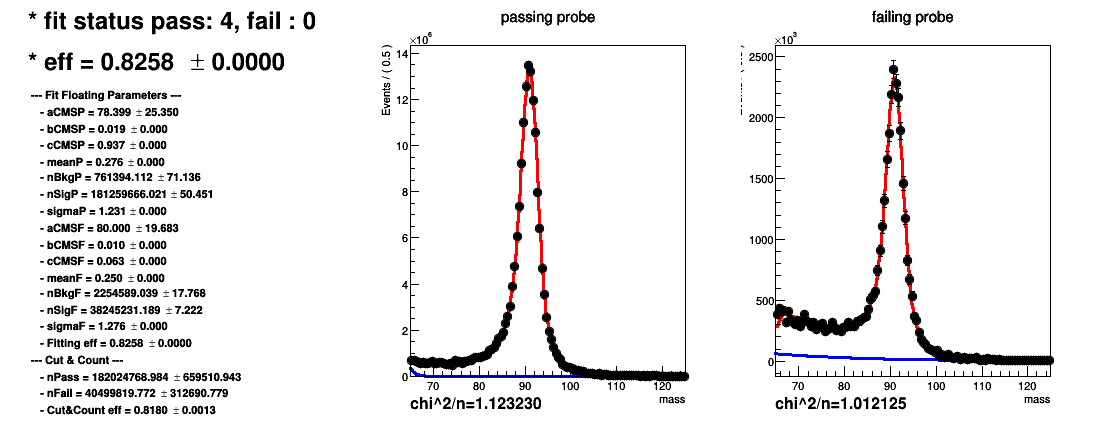 * fit status pass: 4, fail : 0
* eff = 0.8258 ± 0.0000
--- Fit Floating Parameters ---
- aCMSP = 78.399 ± 25.350
- bCMSP = 0.019 ± 0.000
- cCMSP = 0.937 ± 0.000
- meanP = 0.276 ± 0.000
- nBkgP = 761394.112 ± 71.136
- nSigP = 181259666.021 ± 50.451
- sigmaP = 1.231 ± 0.000
- aCMSF = 80.000 ± 19.683
- bCMSF = 0.010 ± 0.000
- cCMSF = 0.063 ± 0.000
- meanF = 0.250 ± 0.000
- nBkgF = 2254589.039 ± 17.768
- nSigF = 38245231.189 ± 7.222
- sigmaF = 1.276 ± 0.000
- Fitting eff = 0.8258 ± 0.0000
--- Cut & Count ---
- nPass = 182024768.984 ± 659510.943
- nFail = 40499819.772 ± 312690.779
- Cut&Count eff = 0.8180 ± 0.0013
passing probe
×10⁶
Events / ( 0.5 )
14
12
10
8
6
4
2
0
70 80 90 100 110 120
mass
chi^2/n=1.123230
failing probe
×10³
2500
2000
1500
1000
500
0
70 80 90 100 110 120
mass
chi^2/n=1.012125